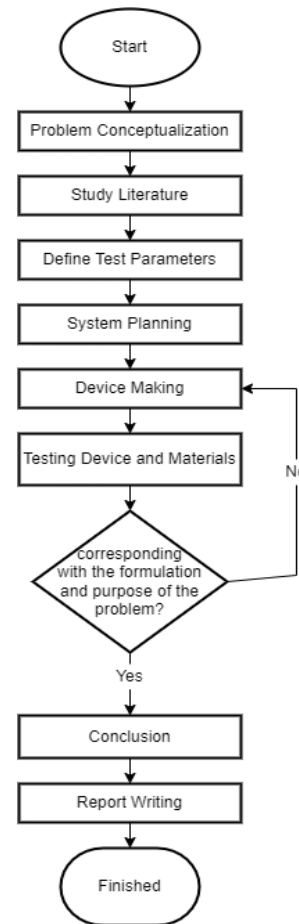 Start
Problem Conceptualization
Study Literature
Define Test Parameters
System Planning
Device Making
Testing Device and Materials
corresponding
with the formulation
and purpose of the
problem?
Yes
Conclusion
Report Writing
Finished